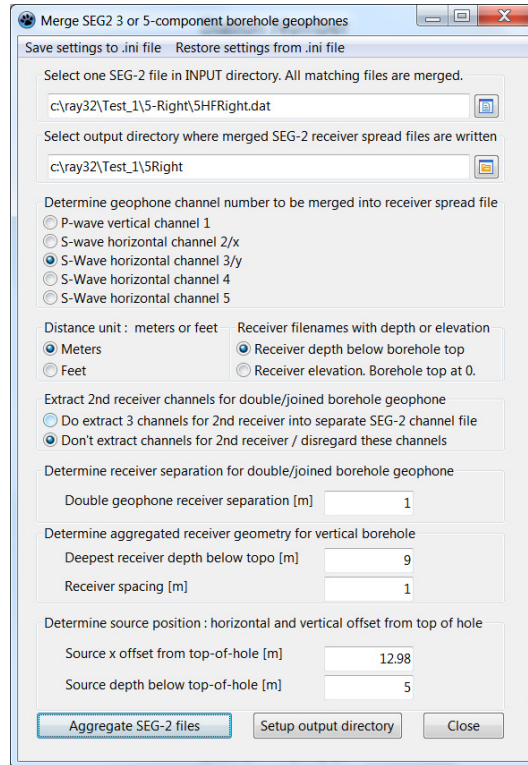 Merge SEG2 3 or 5-component borehole geophones
Save settings to .ini file Restore settings from .ini file
Select one SEG-2 file in INPUT directory. All matching files are merged.
c:\ray32\Test_1\5-Right\5HFRight.dat
Select output directory where merged SEG-2 receiver spread files are written
c:\ray32\Test_1\5Right
Determine geophone channel number to be merged into receiver spread file
P-wave vertical channel 1
S-wave horizontal channel 2/x
S-Wave horizontal channel 3/y
S-Wave horizontal channel 4
S-Wave horizontal channel 5
Distance unit : meters or feet Receiver filenames with depth or elevation
Meters Receiver depth below borehole top
Feet Receiver elevation. Borehole top at 0.
Extract 2nd receiver channels for double/joined borehole geophone
Do extract 3 channels for 2nd receiver into separate SEG-2 channel file
Don't extract channels for 2nd receiver / disregard these channels
Determine receiver separation for double/joined borehole geophone
Double geophone receiver separation [m] 1
Determine aggregated receiver geometry for vertical borehole
Deepest receiver depth below topo [m] 9
Receiver spacing [m] 1
Determine source position : horizontal and vertical offset from top of hole
Source x offset from top-of-hole [m] 12.98
Source depth below top-of-hole [m] 5
Aggregate SEG-2 files Setup output directory Close